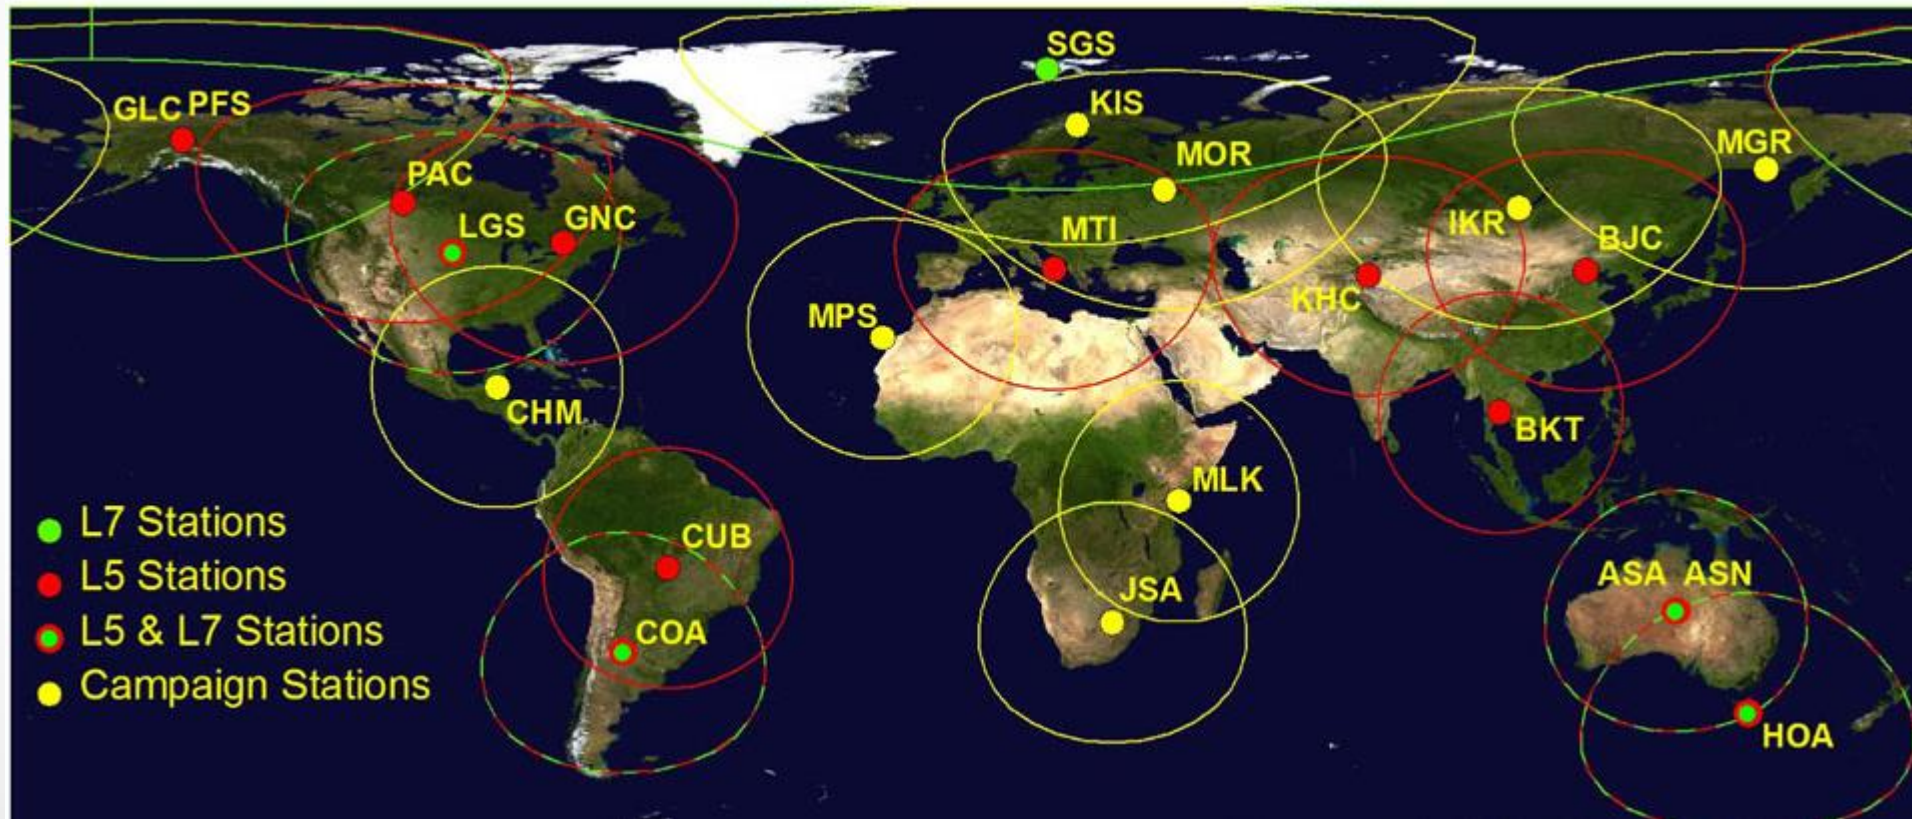 SGS
GLC PFS
KIS
MOR
MGR
PAC
LGS
GNC
MTI
IKR
BJC
KHC
MPS
CHM
BKT
MLK
CUB
JSA
ASA ASN
COA
HOA
L7 Stations
L5 Stations
L5 & L7 Stations
Campaign Stations